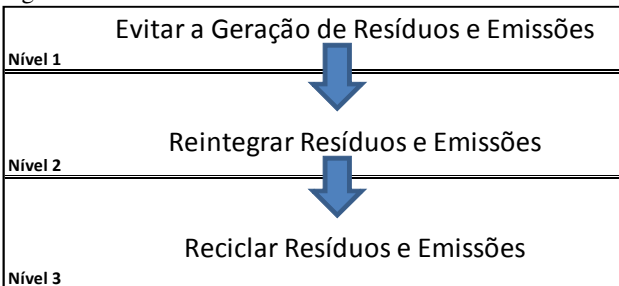 Evitar a Geração de Resíduos e Emissões
Nível 1
Reintegrar Resíduos e Emissões
Nível 2
Reciclar Resíduos e Emissões
Nível 3